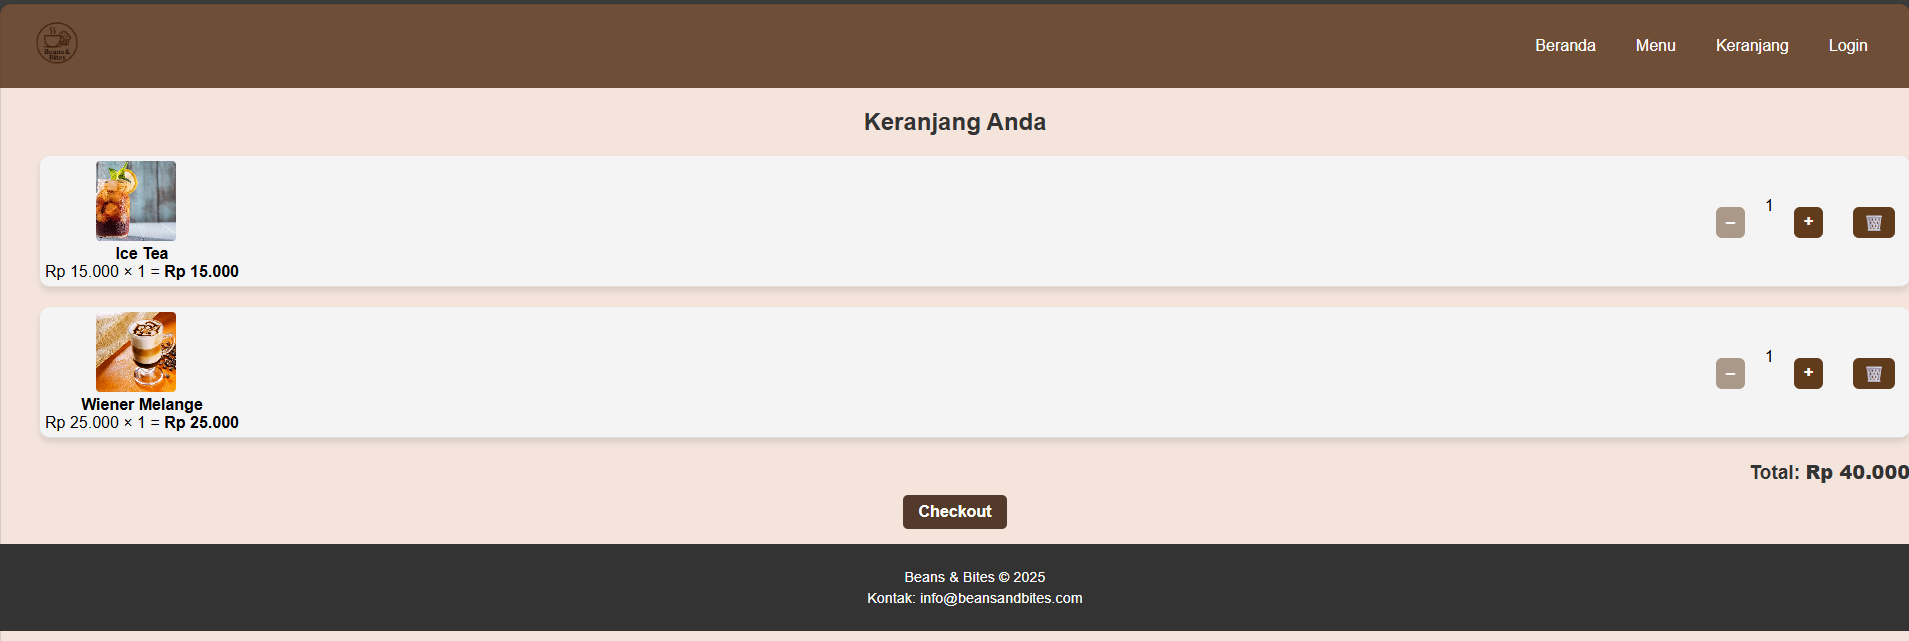 Beans &
Bites
Beranda Menu Keranjang Login
Keranjang Anda
Ice Tea
Rp 15.000 × 1 = Rp 15.000
– 1 +
Wiener Melange
Rp 25.000 × 1 = Rp 25.000
– 1 +
Total: Rp 40.000
Checkout
Beans & Bites © 2025
Kontak: info@beansandbites.com